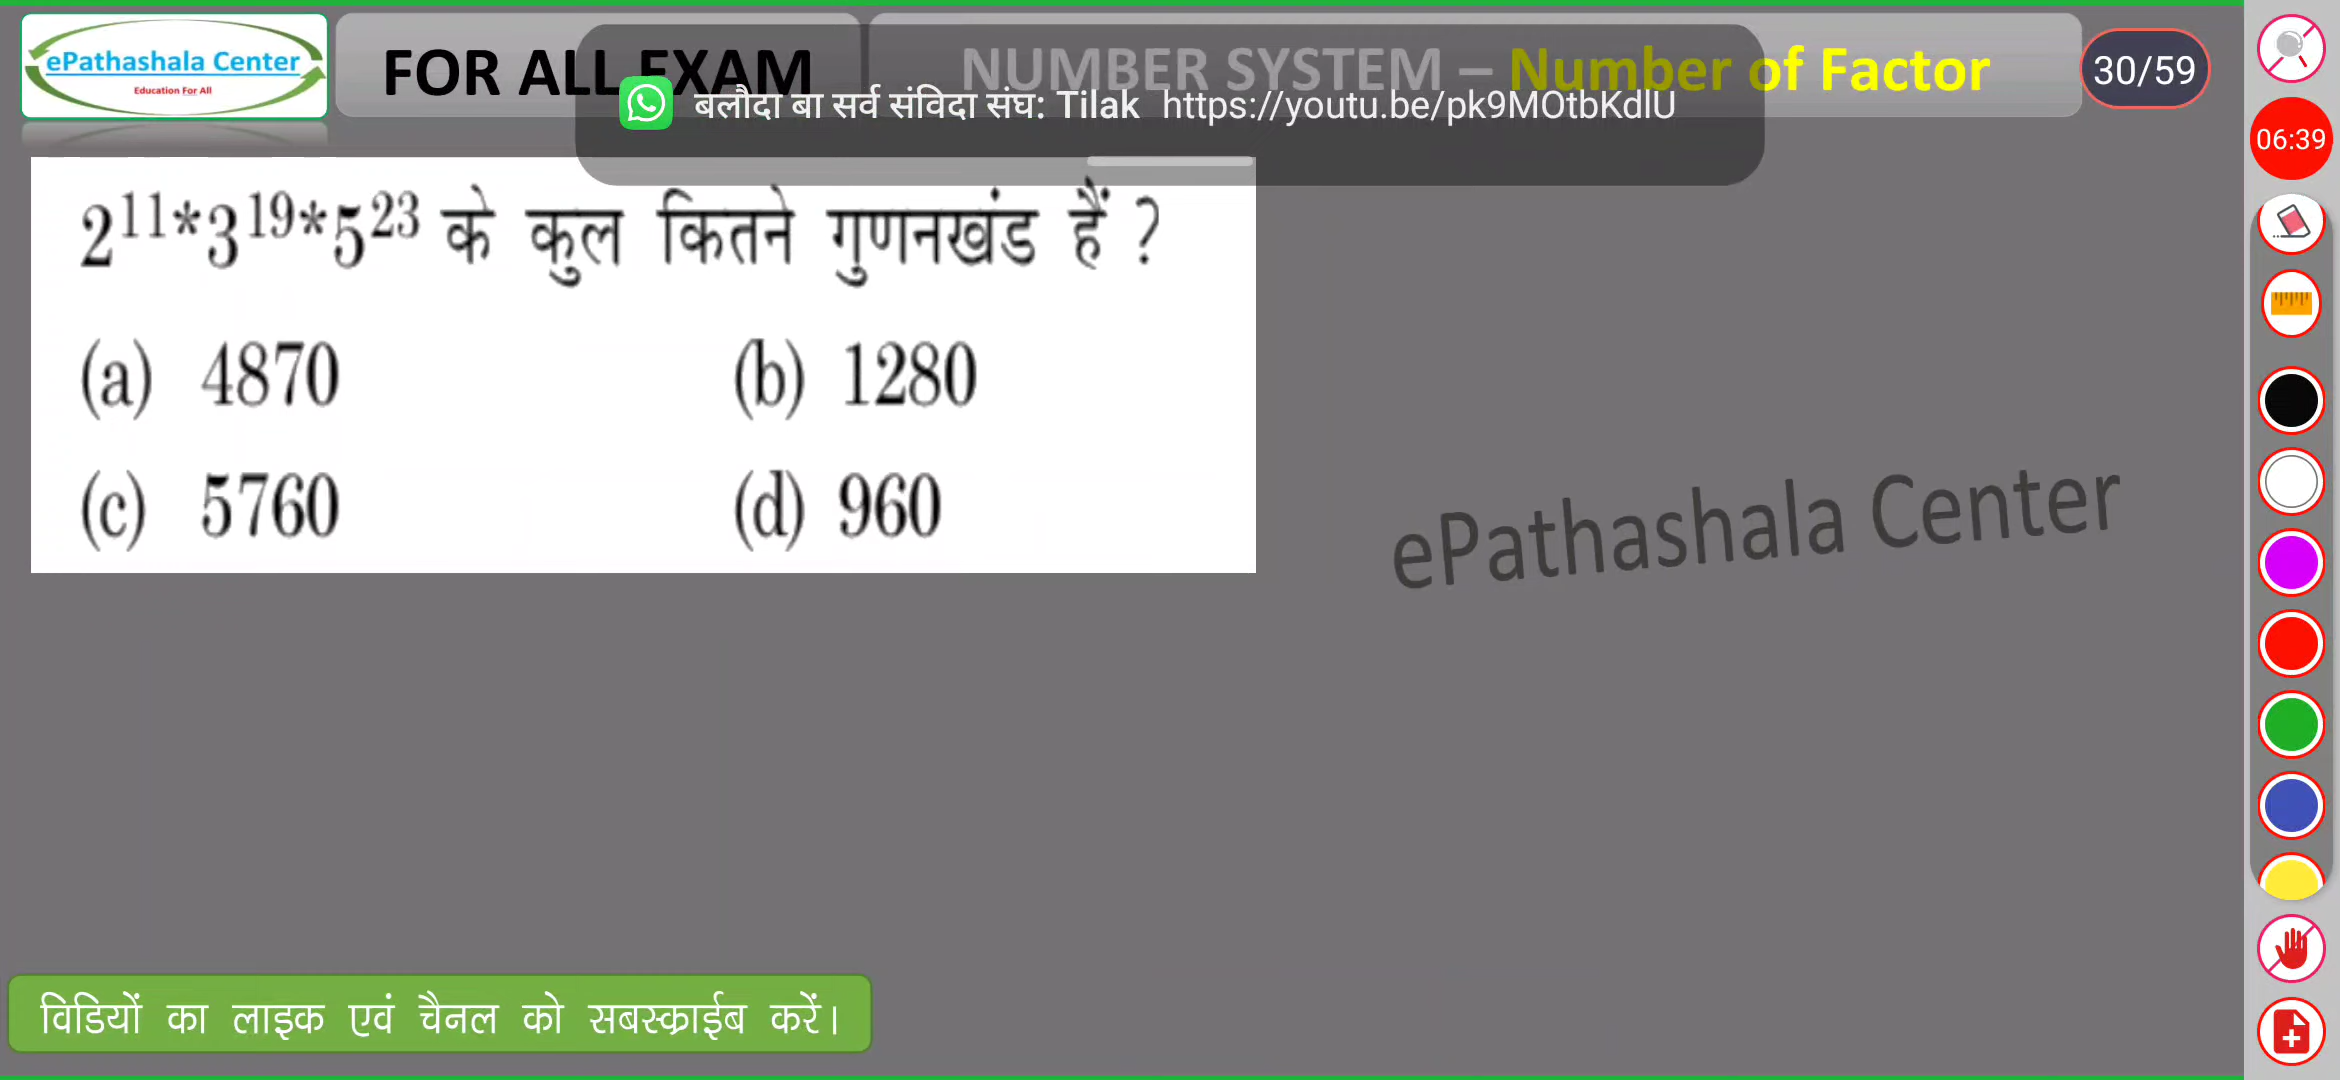 ePathashala Center
Education For All
FOR ALL EXAM
NUMBER SYSTEM – Number of Factor
30/59
बलौदा बा सर्व संविदा संघ: Tilak https://youtu.be/pk9MOtbKdlU
06:39
2¹¹*3¹⁹*5²³ के कुल कितने गुणनखंड हैं ?
(a) 4870 (b) 1280
(c) 5760 (d) 960
ePathashala Center
विडियों का लाइक एवं चैनल को सबस्क्राईब करें।